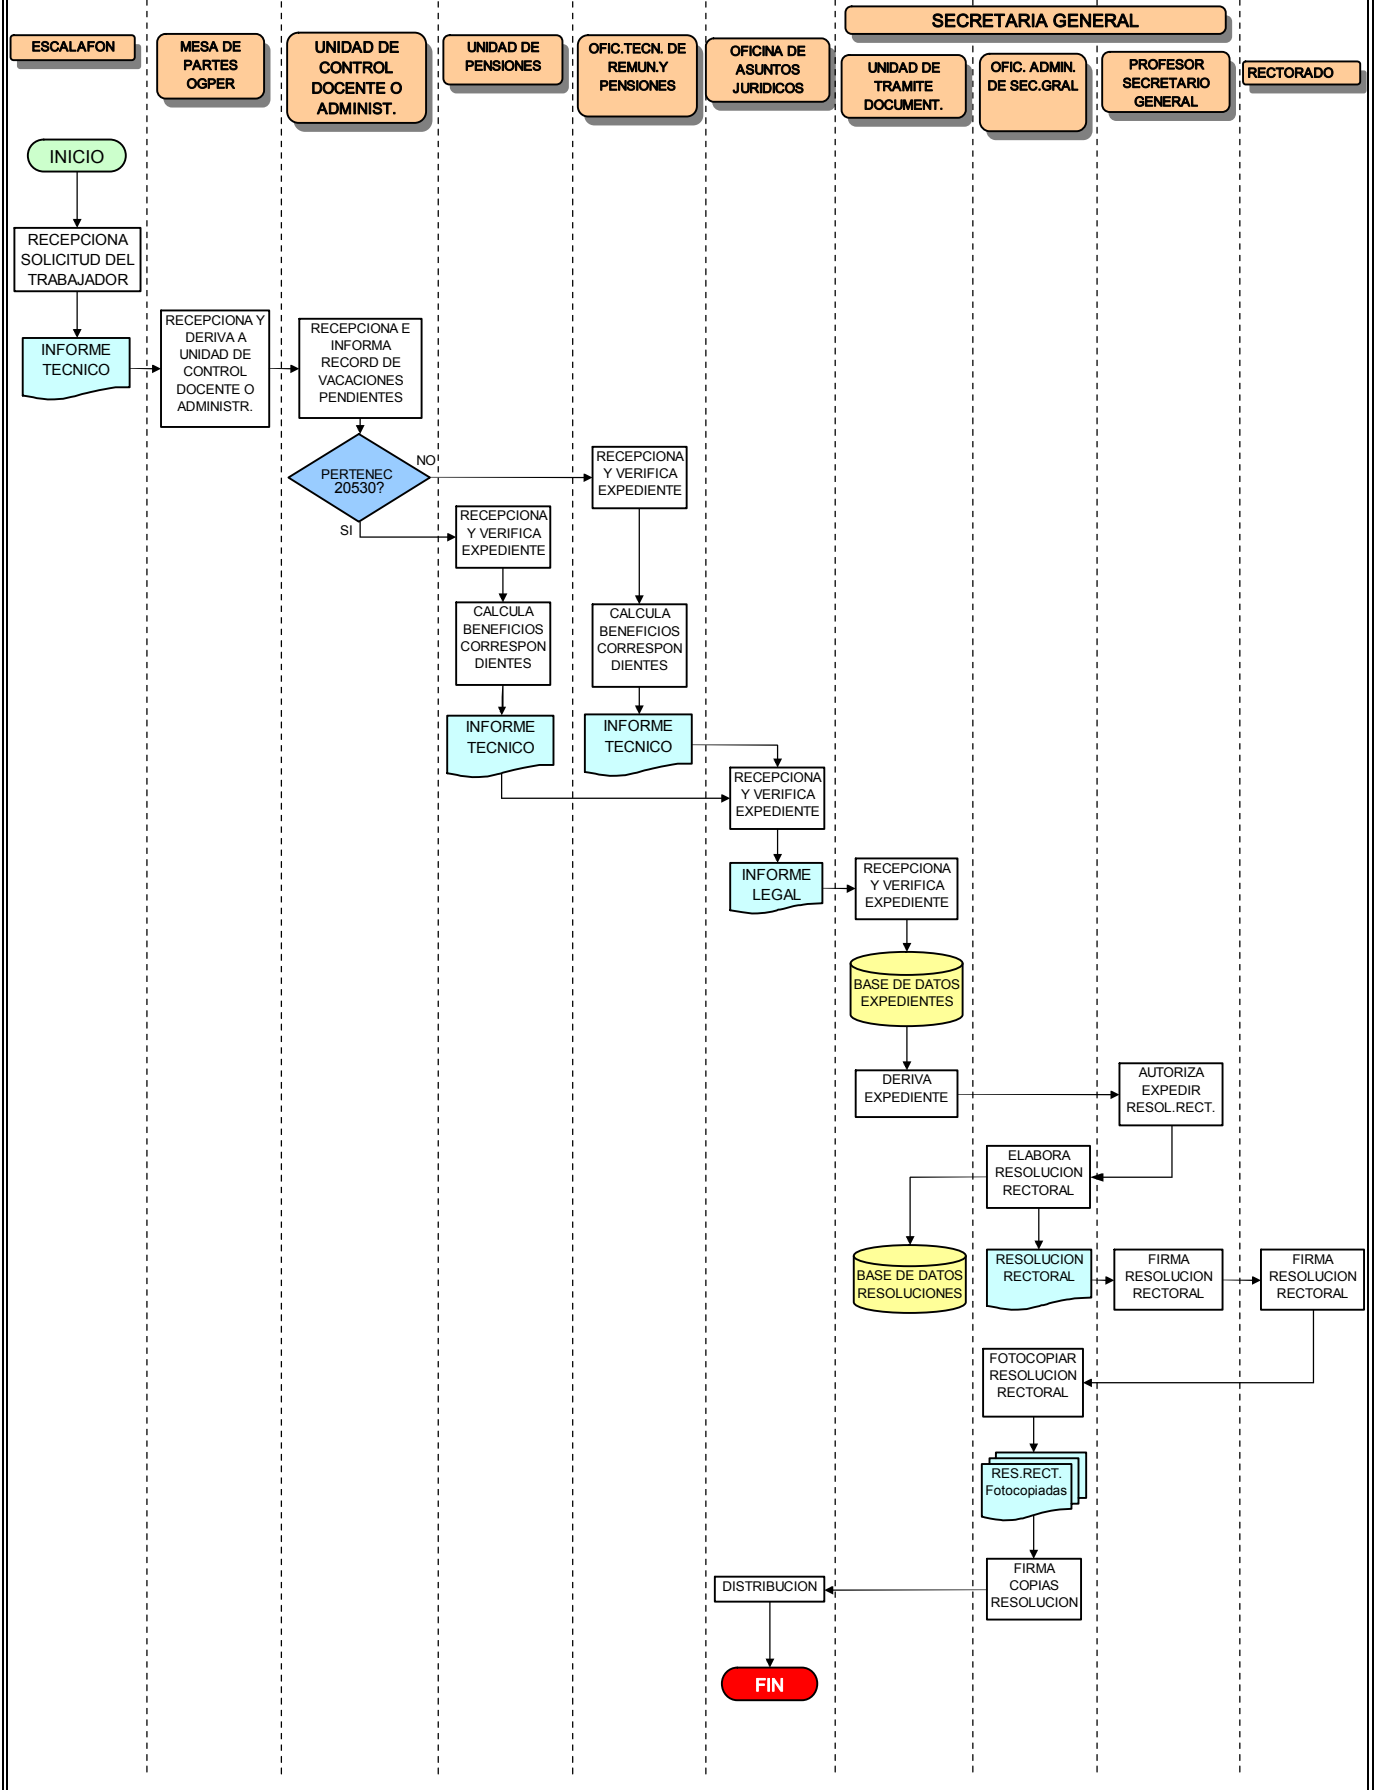 SECRETARIA GENERAL
ESCALAFON
MESA DE
PARTES
OGPER
UNIDAD DE
CONTROL
DOCENTE O
ADMINIST.
UNIDAD DE
PENSIONES
OFIC.TECN. DE
REMUN.Y
PENSIONES
OFICINA DE
ASUNTOS
JURIDICOS
UNIDAD DE
TRAMITE
DOCUMENT.
OFIC. ADMIN.
DE SEC.GRAL
PROFESOR
SECRETARIO
GENERAL
RECTORADO
INICIO
RECEPCIONA
SOLICITUD DEL
TRABAJADOR
INFORME
TECNICO
RECEPCIONA Y
DERIVA A
UNIDAD DE
CONTROL
DOCENTE O
ADMINISTR.
RECEPCIONA E
INFORMA
RECORD DE
VACACIONES
PENDIENTES
PERTENEC
20530?
NO
SI
RECEPCIONA
Y VERIFICA
EXPEDIENTE
RECEPCIONA
Y VERIFICA
EXPEDIENTE
CALCULA
BENEFICIOS
CORRESPON
DIENTES
CALCULA
BENEFICIOS
CORRESPON
DIENTES
INFORME
TECNICO
INFORME
TECNICO
RECEPCIONA
Y VERIFICA
EXPEDIENTE
INFORME
LEGAL
RECEPCIONA
Y VERIFICA
EXPEDIENTE
BASE DE DATOS
EXPEDIENTES
DERIVA
EXPEDIENTE
AUTORIZA
EXPEDIR
RESOL.RECT.
ELABORA
RESOLUCION
RECTORAL
BASE DE DATOS
RESOLUCIONES
RESOLUCION
RECTORAL
FIRMA
RESOLUCION
RECTORAL
FIRMA
RESOLUCION
RECTORAL
FOTOCOPIAR
RESOLUCION
RECTORAL
RES.RECT.
Fotocopiadas
FIRMA
COPIAS
RESOLUCION
DISTRIBUCION
FIN